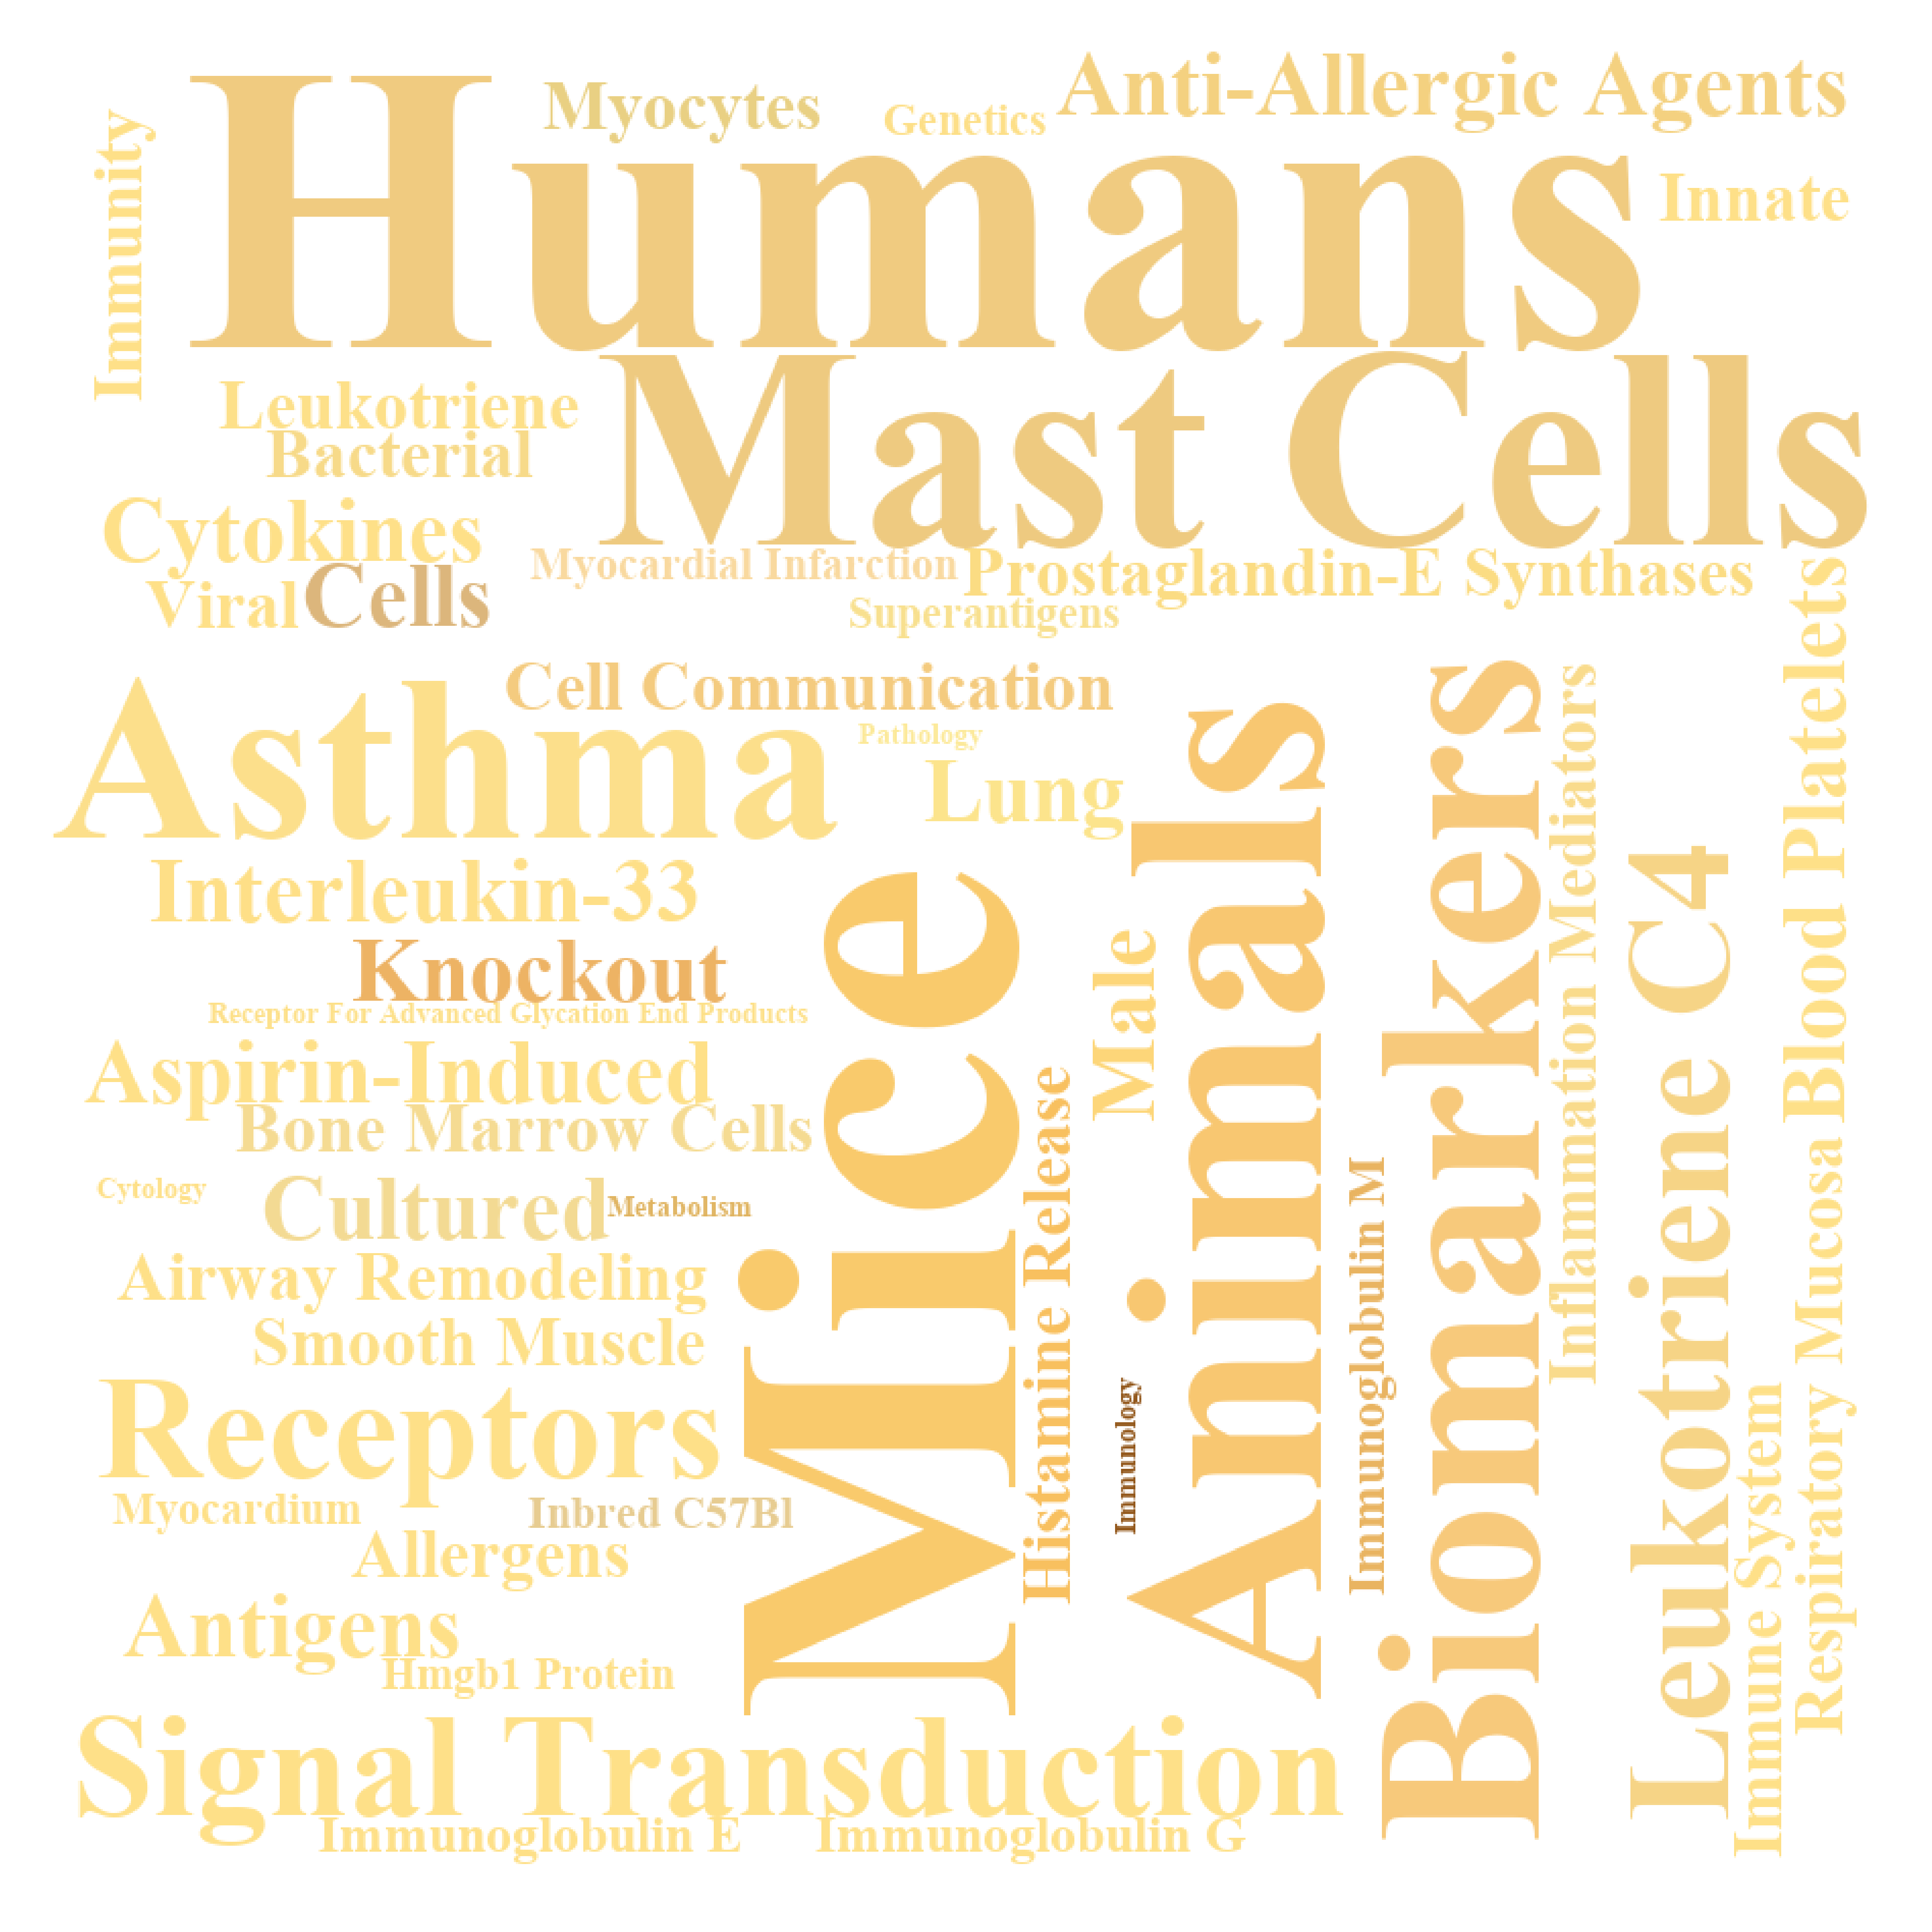 Humans
Myocytes
Genetics
Anti-Allergic Agents
Innate
Immunity
Mast Cells
Leukotriene
Bacterial
Cytokines
Viral
Cells
Myocardial Infarction
Prostaglandin-E Synthases
Superantigens
Cell Communication
Asthma
Pathology
Lung
Interleukin-33
Knockout
Receptor For Advanced Glycation End Products
Aspirin-Induced
Bone Marrow Cells
Cytology
Cultured
Metabolism
Airway Remodeling
Smooth Muscle
Receptors
Myocardium
Inbred C57Bl
Allergens
Antigens
Hmgb1 Protein
Signal Transduction
Immunoglobulin E
Immunoglobulin G
Mice
Histamine Release
Male
Immunology
Animals
Immunoglobulin M
Biomarkers
Inflammation Mediators
Leukotriene C4
Immune System
Blood Platelets
Respiratory Mucosa